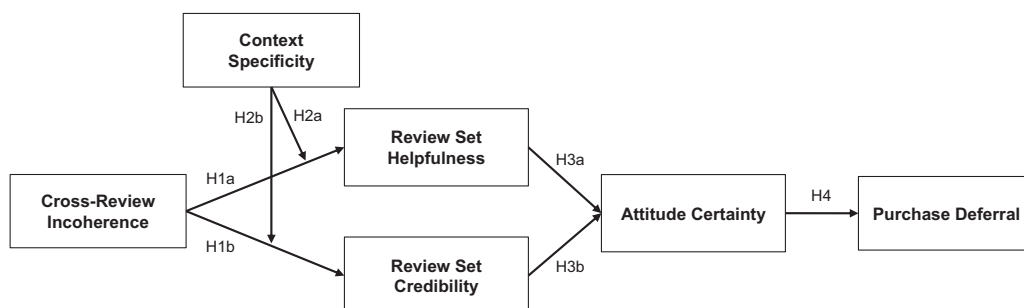 Context
Specificity
H2b
H2a
Review Set
Helpfulness
H1a
H3a
Cross-Review
Incoherence
Attitude Certainty
H4
Purchase Deferral
H1b
H3b
Review Set
Credibility